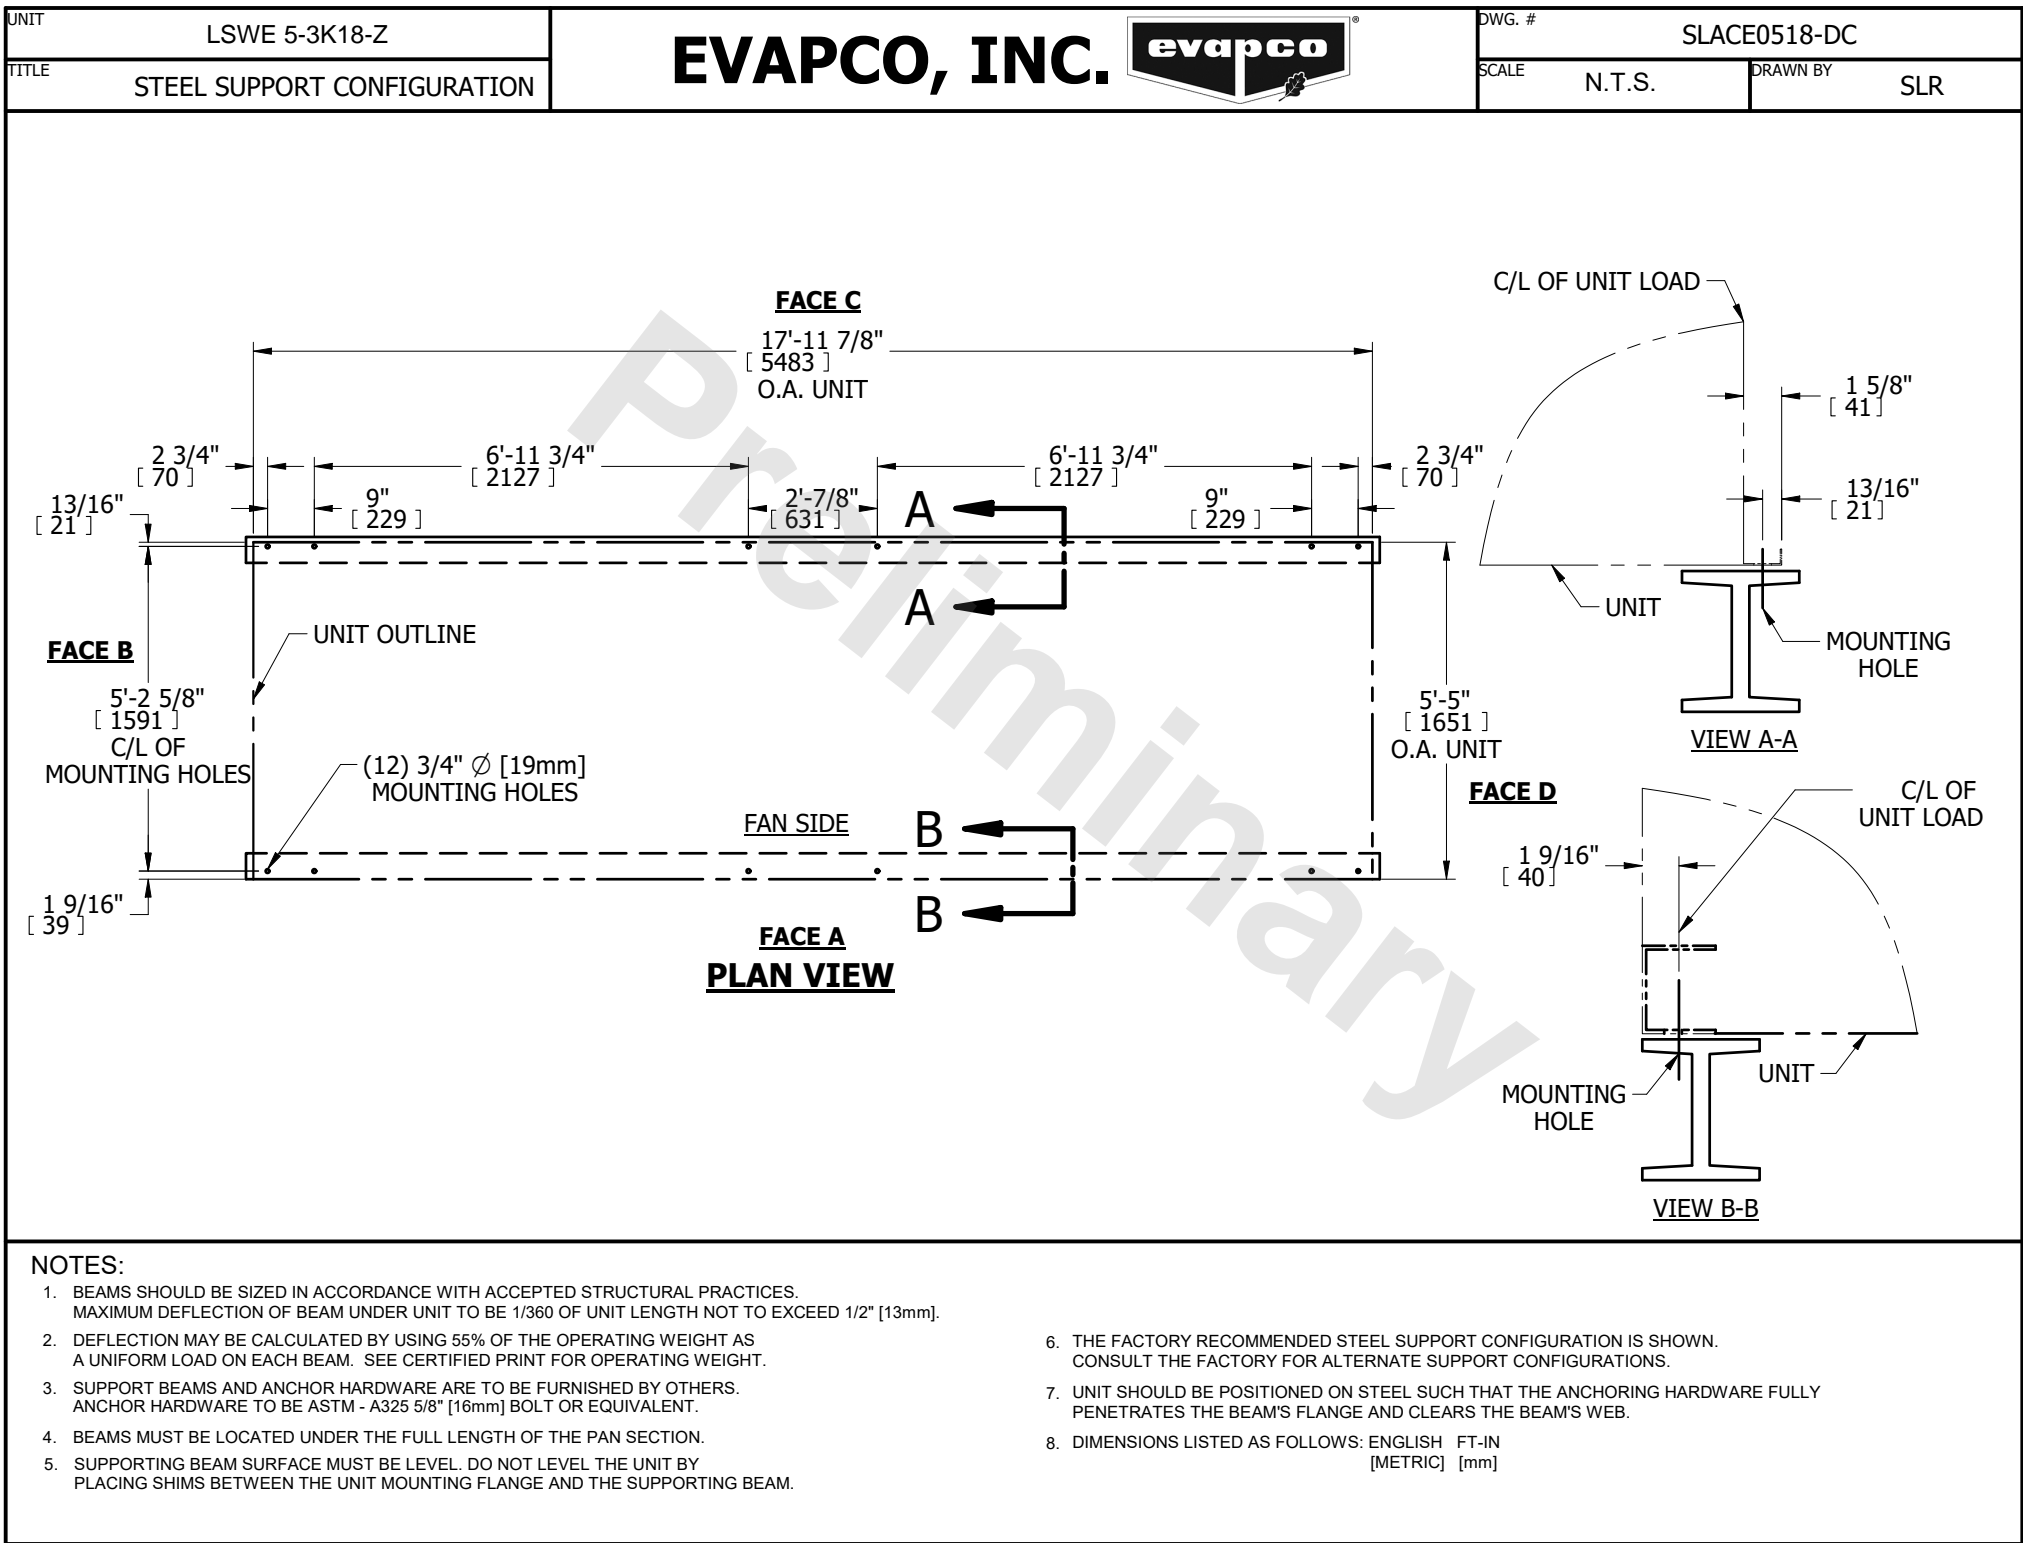 UNIT
LSWE 5-3K18-Z
TITLE
STEEL SUPPORT CONFIGURATION
EVAPCO, INC.
evapco
®
DWG. #
SLACE0518-DC
SCALE
N.T.S.
DRAWN BY
SLR
FACE C
17'-11 7/8"
[ 5483 ]
O.A. UNIT
2 3/4"
[ 70 ]
6'-11 3/4"
[ 2127 ]
6'-11 3/4"
[ 2127 ]
2 3/4"
[ 70 ]
13/16"
[ 21 ]
9"
[ 229 ]
2'-7/8"
[ 631 ]
9"
[ 229 ]
A
A
FACE B
UNIT OUTLINE
5'-2 5/8"
[ 1591 ]
C/L OF
MOUNTING HOLES
(12) 3/4" ∅ [19mm]
MOUNTING HOLES
5'-5"
[ 1651 ]
O.A. UNIT
FACE D
FAN SIDE
B
B
1 9/16"
[ 39 ]
FACE A
PLAN VIEW
C/L OF UNIT LOAD
1 5/8"
[ 41 ]
13/16"
[ 21 ]
UNIT
MOUNTING
HOLE
VIEW A-A
C/L OF
UNIT LOAD
1 9/16"
[ 40 ]
UNIT
MOUNTING
HOLE
VIEW B-B
Preliminary
NOTES:
1. BEAMS SHOULD BE SIZED IN ACCORDANCE WITH ACCEPTED STRUCTURAL PRACTICES.
MAXIMUM DEFLECTION OF BEAM UNDER UNIT TO BE 1/360 OF UNIT LENGTH NOT TO EXCEED 1/2" [13mm].
2. DEFLECTION MAY BE CALCULATED BY USING 55% OF THE OPERATING WEIGHT AS
A UNIFORM LOAD ON EACH BEAM. SEE CERTIFIED PRINT FOR OPERATING WEIGHT.
3. SUPPORT BEAMS AND ANCHOR HARDWARE ARE TO BE FURNISHED BY OTHERS.
ANCHOR HARDWARE TO BE ASTM - A325 5/8" [16mm] BOLT OR EQUIVALENT.
4. BEAMS MUST BE LOCATED UNDER THE FULL LENGTH OF THE PAN SECTION.
5. SUPPORTING BEAM SURFACE MUST BE LEVEL. DO NOT LEVEL THE UNIT BY
PLACING SHIMS BETWEEN THE UNIT MOUNTING FLANGE AND THE SUPPORTING BEAM.
6. THE FACTORY RECOMMENDED STEEL SUPPORT CONFIGURATION IS SHOWN.
CONSULT THE FACTORY FOR ALTERNATE SUPPORT CONFIGURATIONS.
7. UNIT SHOULD BE POSITIONED ON STEEL SUCH THAT THE ANCHORING HARDWARE FULLY
PENETRATES THE BEAM'S FLANGE AND CLEARS THE BEAM'S WEB.
8. DIMENSIONS LISTED AS FOLLOWS: ENGLISH FT-IN
[METRIC] [mm]